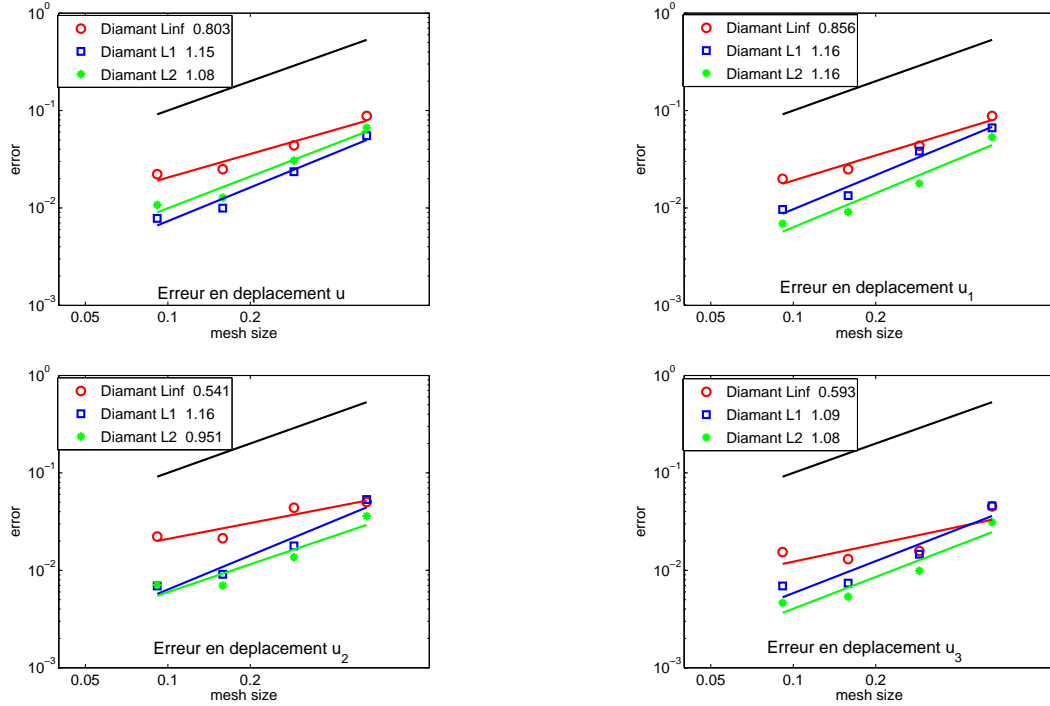 10^0
Diamant Linf 0.803
Diamant L1 1.15
Diamant L2 1.08
10^-1
error
10^-2
Erreur en deplacement u
10^-3
0.05 0.1 0.2
mesh size
10^0
Diamant Linf 0.856
Diamant L1 1.16
Diamant L2 1.16
10^-1
error
10^-2
Erreur en deplacement u_1
10^-3
0.05 0.1 0.2
mesh size
10^0
Diamant Linf 0.541
Diamant L1 1.16
Diamant L2 0.951
10^-1
error
10^-2
Erreur en deplacement u_2
10^-3
0.05 0.1 0.2
mesh size
10^0
Diamant Linf 0.593
Diamant L1 1.09
Diamant L2 1.08
10^-1
error
10^-2
Erreur en deplacement u_3
10^-3
0.05 0.1 0.2
mesh size